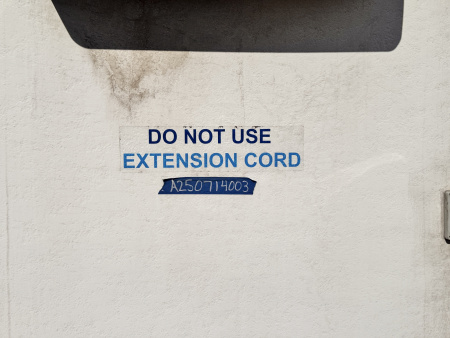 DO NOT USE
EXTENSION CORD
A250714003